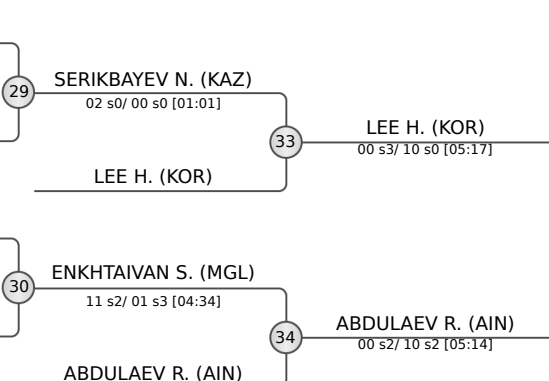 29
SERIKBAYEV N. (KAZ)
02 s0/ 00 s0 [01:01]
33
LEE H. (KOR)
00 s3/ 10 s0 [05:17]
LEE H. (KOR)
30
ENKHTAIVAN S. (MGL)
11 s2/ 01 s3 [04:34]
34
ABDULAEV R. (AIN)
00 s2/ 10 s2 [05:14]
ABDULAEV R. (AIN)